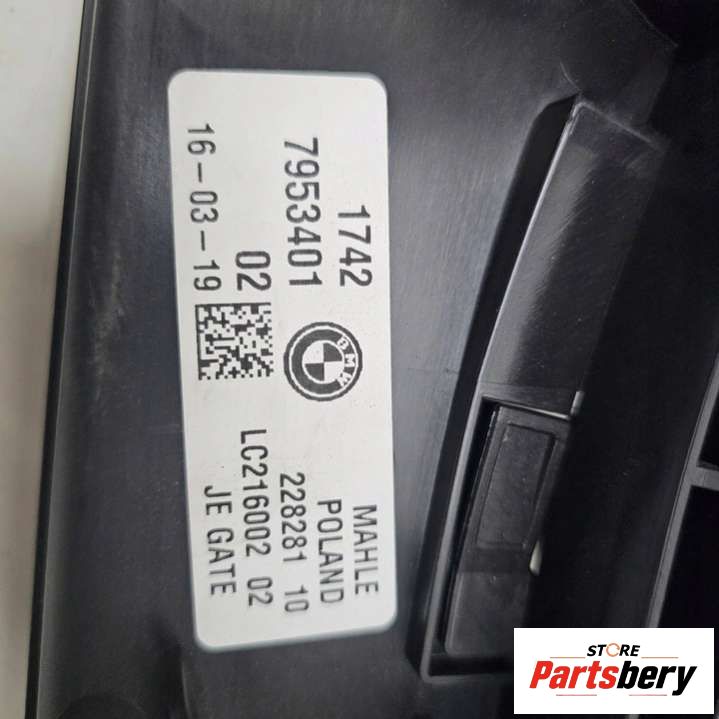 1742
7953401
02
16-03-19
BMW
MAHLE
POLAND
228281 10
LC216002 02
JE GATE
STORE
Partsbery